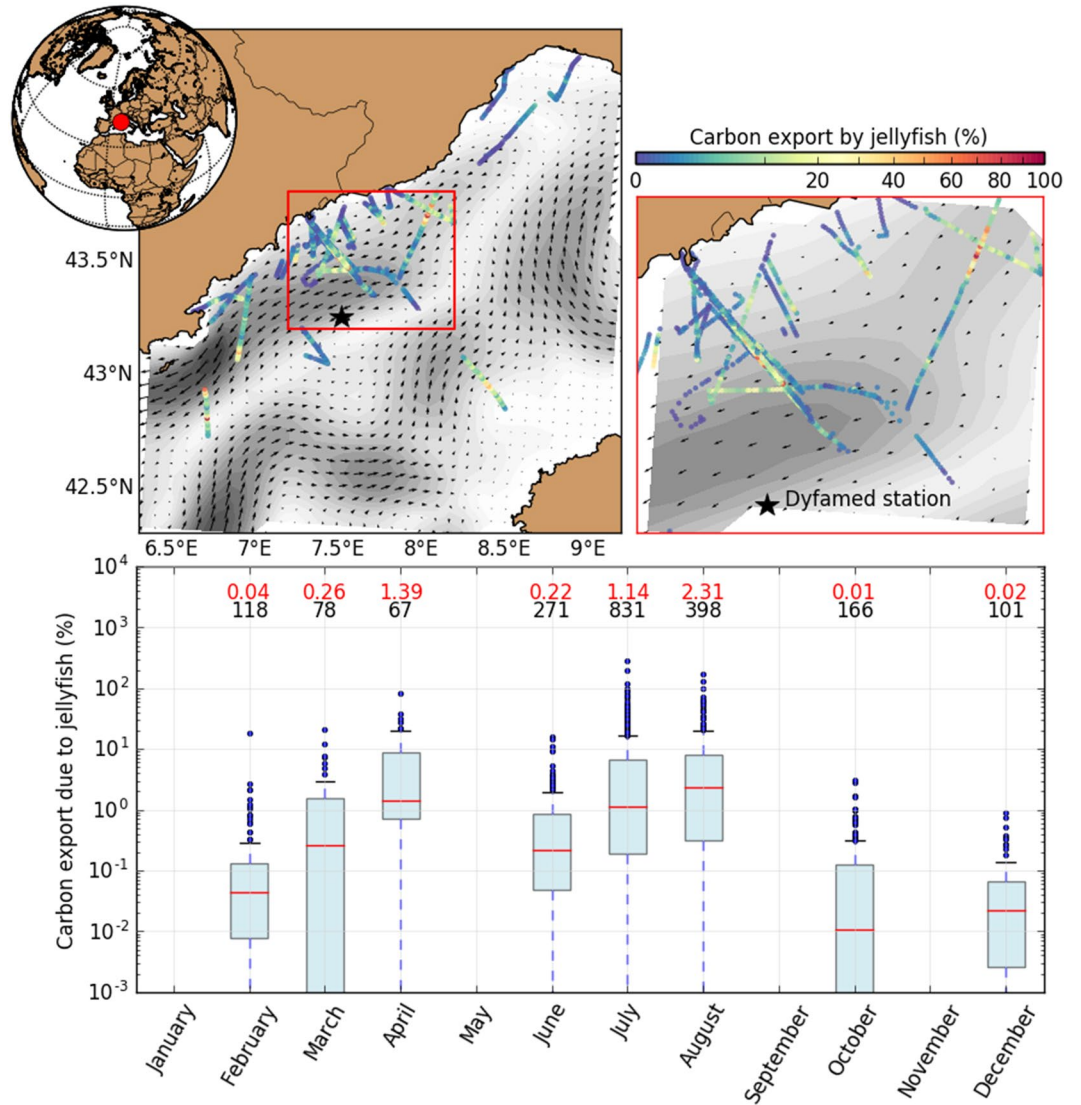 Carbon export by jellyfish (%)
0 20 40 60 80 100
43.5°N
43°N
42.5°N
Dyfamed station
6.5°E 7°E 7.5°E 8°E 8.5°E 9°E
Carbon export due to jellyfish (%)
10^4
10^3
10^2
10^1
10^0
10^-1
10^-2
10^-3
0.04 0.26 1.39 0.22 1.14 2.31 0.01 0.02
118 78 67 271 831 398 166 101
January February March April May June July August September October November December